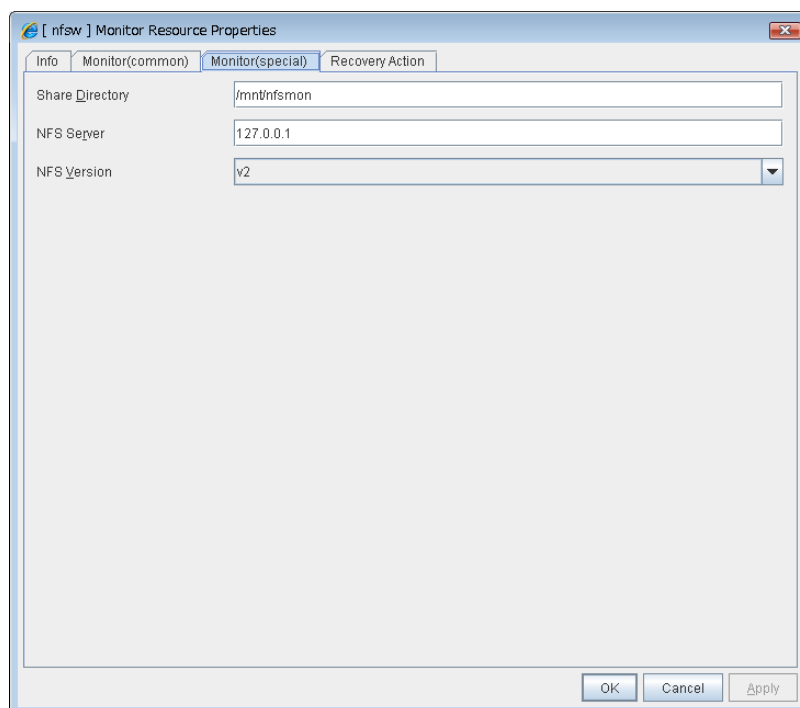 [ nfsw ] Monitor Resource Properties
Info Monitor(common) Monitor(special) Recovery Action
Share Directory /mnt/nfsmon
NFS Server 127.0.0.1
NFS Version v2
OK Cancel Apply